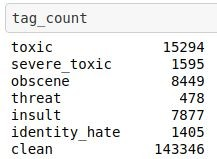 tag_count
toxic 15294
severe_toxic 1595
obscene 8449
threat 478
insult 7877
identity_hate 1405
clean 143346